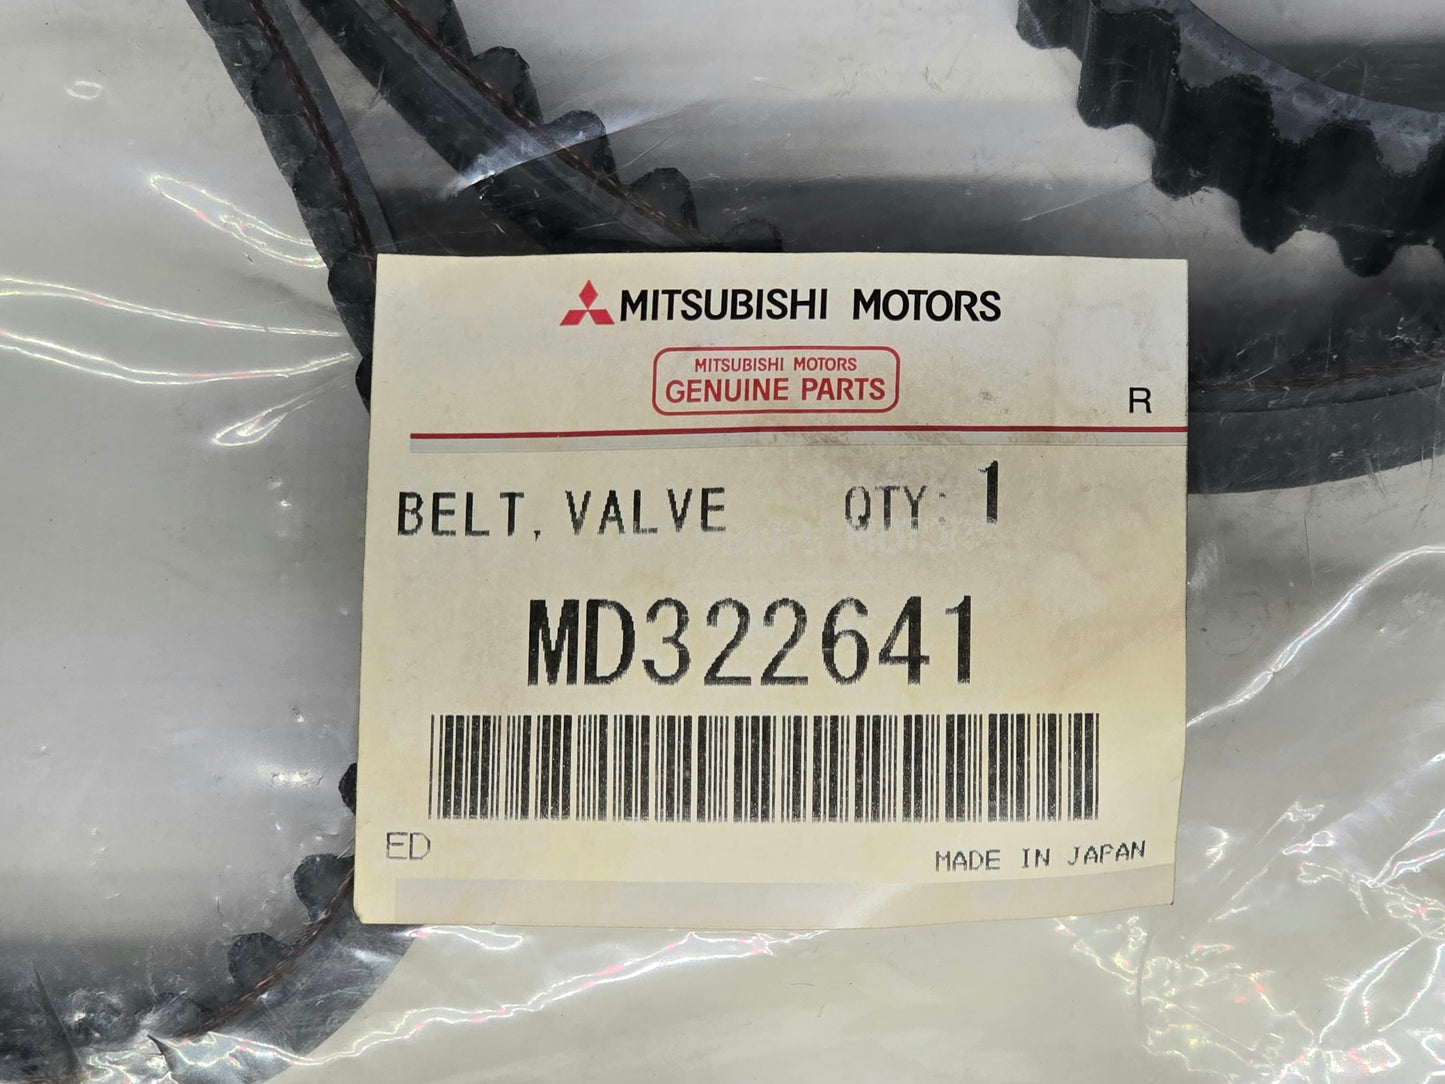 MITSUBISHI MOTORS
MITSUBISHI MOTORS
GENUINE PARTS
R
BELT, VALVE QTY: 1
MD322641
ED
MADE IN JAPAN